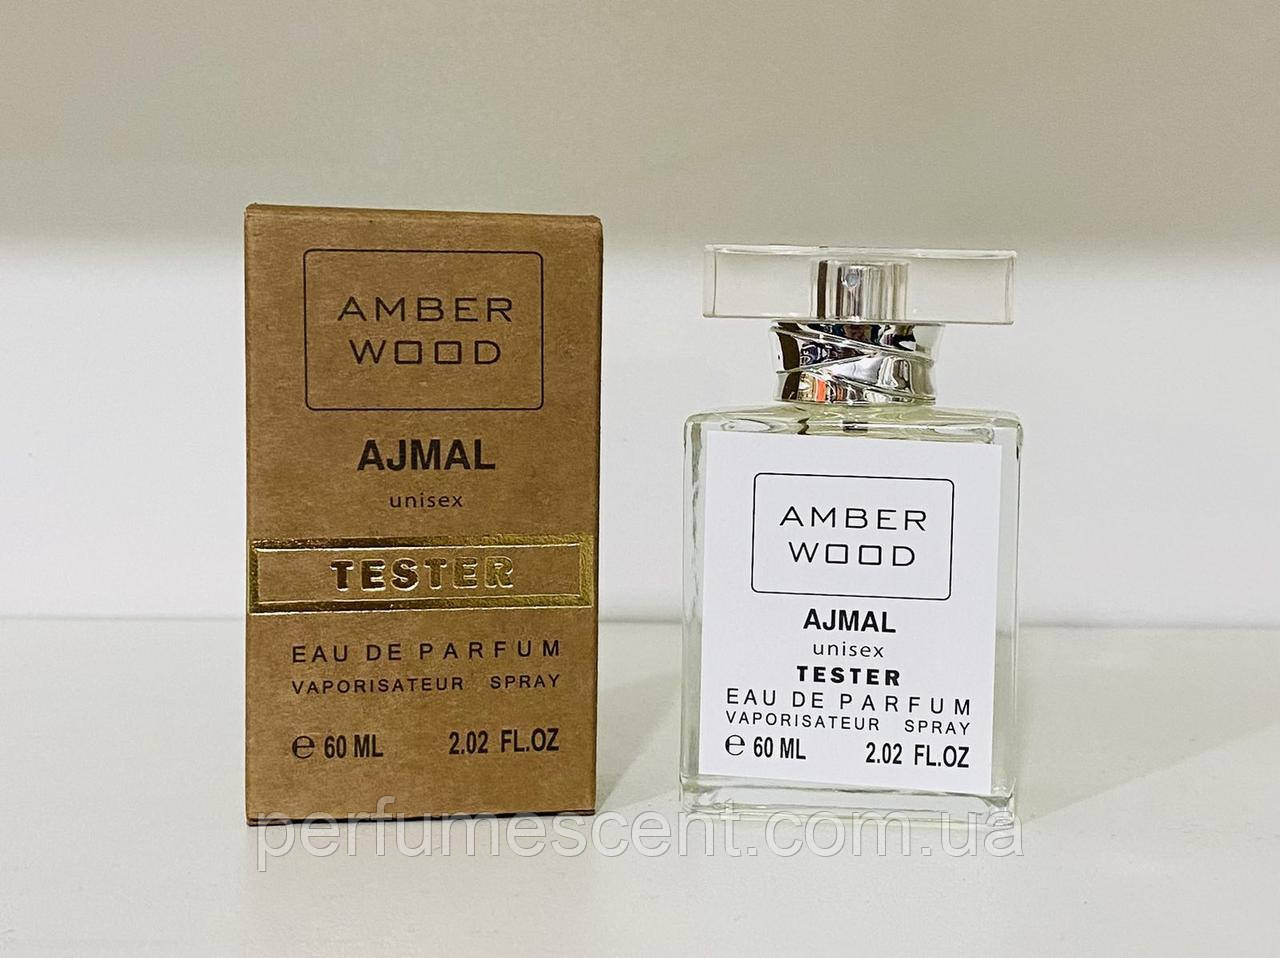 AMBER
WOOD
AJMAL
unisex
TESTER
EAU DE PARFUM
VAPORISATEUR SPRAY
℮ 60 ML 2.02 FL.OZ
AMBER
WOOD
AJMAL
unisex
TESTER
EAU DE PARFUM
VAPORISATEUR SPRAY
℮ 60 ML 2.02 FL.OZ
perfumescent.com.ua